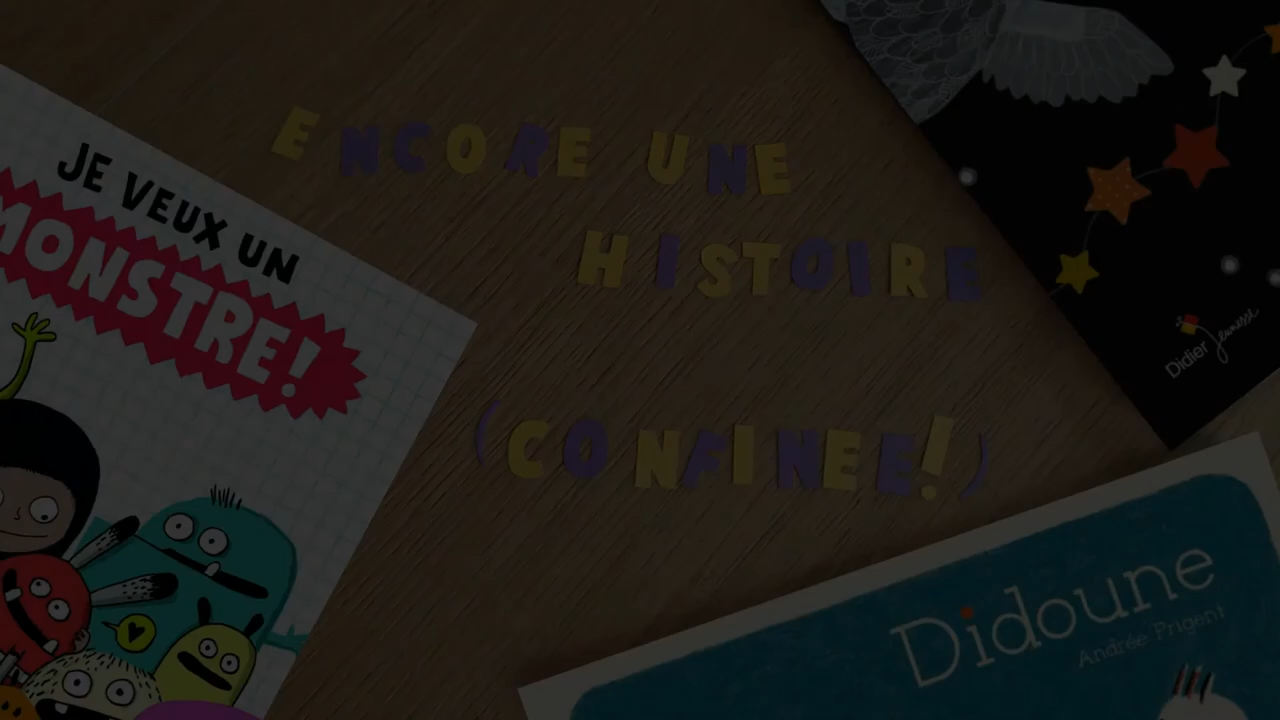 ENCORE UNE
HISTOIRE
(CONFINEE!)
JE VEUX UN
MONSTRE!
Didier Jeunesse
Didoune
Andrée Prigent